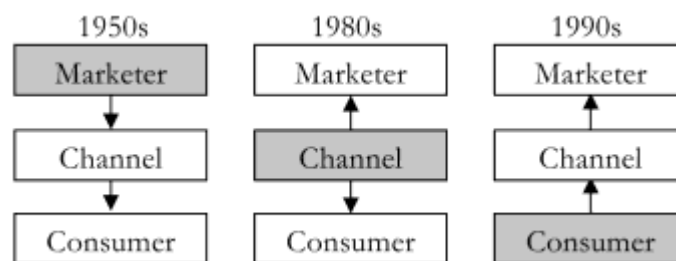 1950s 1980s 1990s
Marketer Marketer Marketer
Channel Channel Channel
Consumer Consumer Consumer